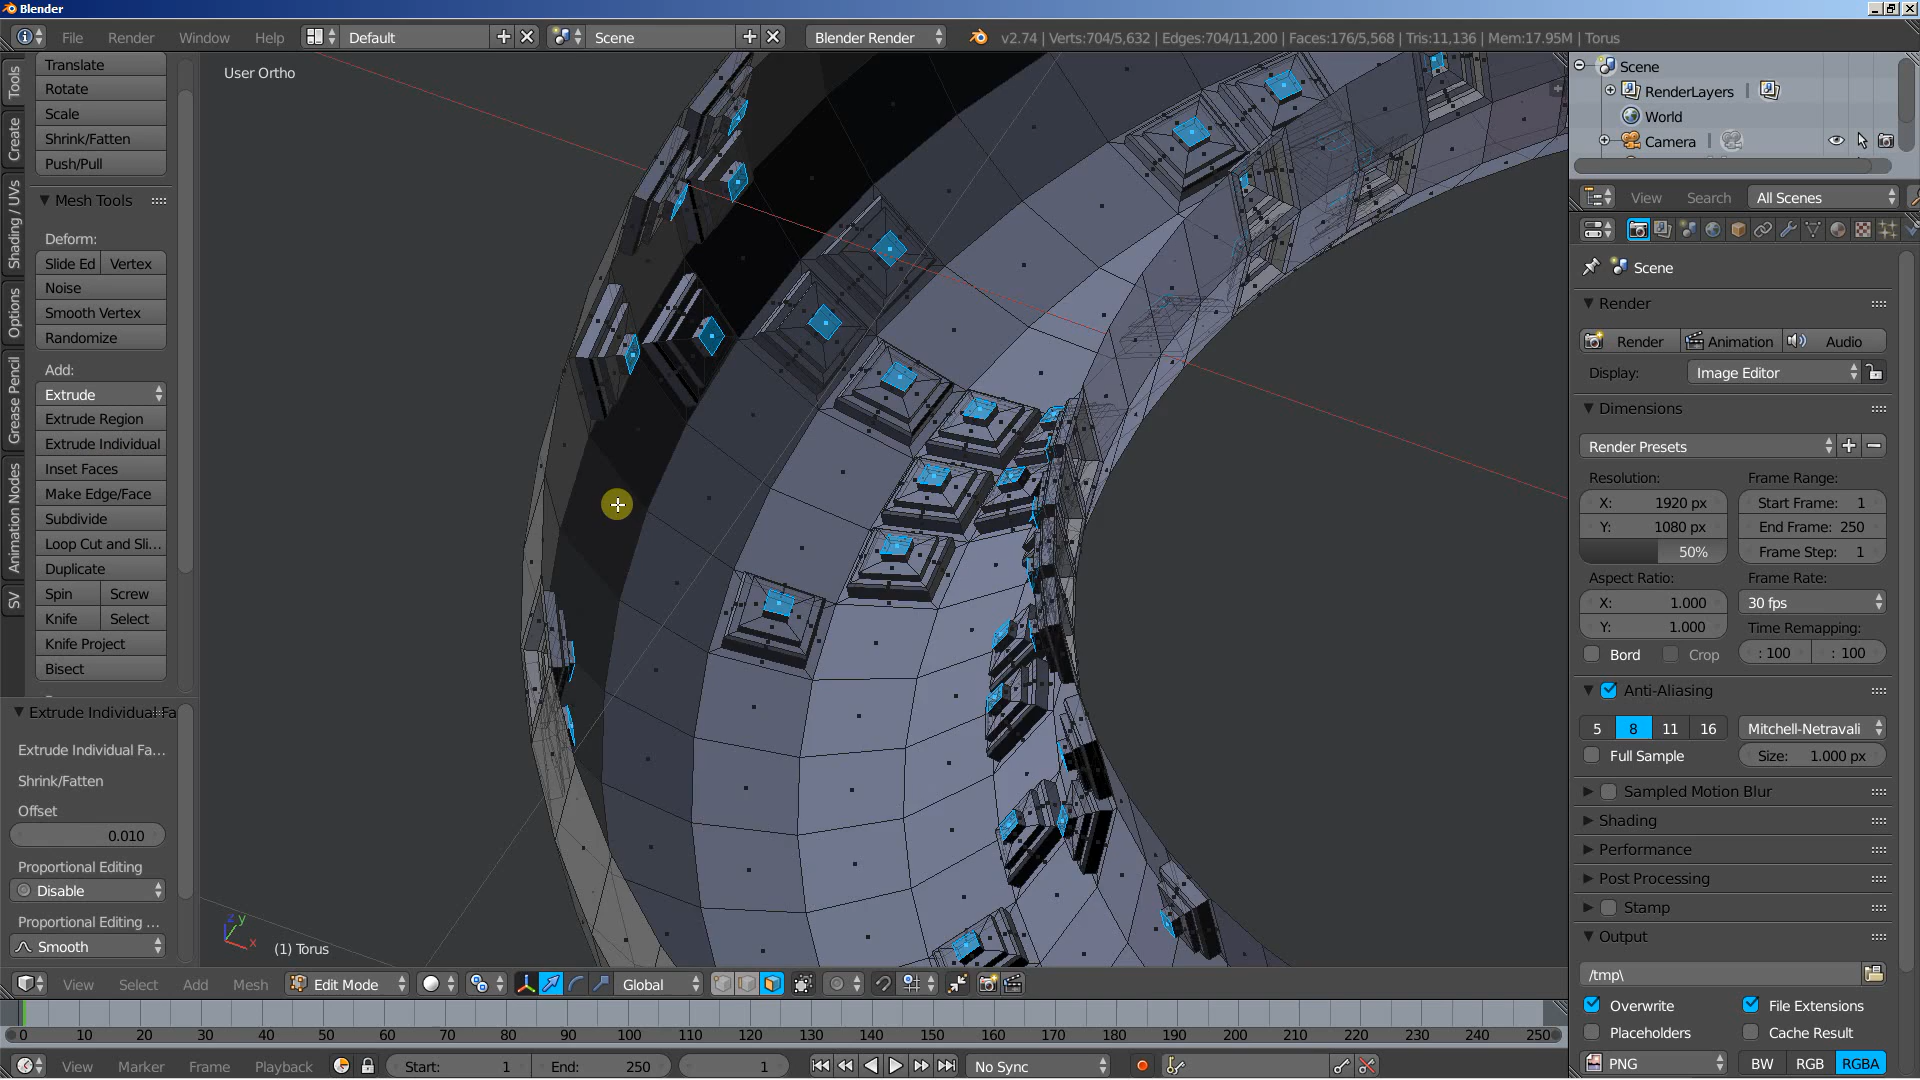 Blender
File Render Window Help Default Scene Blender Render v2.74 | Verts:704/5,632 | Edges:704/11,200 | Faces:176/5,568 | Tris:11,136 | Mem:17.95M | Torus
Tools
Create
Shading / UVs
Options
Grease Pencil
Animation Nodes
SV
Translate
Rotate
Scale
Shrink/Fatten
Push/Pull
Mesh Tools
Deform:
Slide Ed Vertex
Noise
Smooth Vertex
Randomize
Add:
Extrude
Extrude Region
Extrude Individual
Inset Faces
Make Edge/Face
Subdivide
Loop Cut and Sli...
Duplicate
Spin Screw
Knife Select
Knife Project
Bisect
Extrude Individual Fa
Extrude Individual Fa...
Shrink/Fatten
Offset
0.010
Proportional Editing
Disable
Proportional Editing ...
Smooth
User Ortho
z y x
(1) Torus
View Select Add Mesh Edit Mode Global
0 10 20 30 40 50 60 70 80 90 100 110 120 130 140 150 160 170 180 190 200 210 220 230 240 250
View Marker Frame Playback Start: 1 End: 250 1 No Sync
Scene
RenderLayers
World
Camera
View Search All Scenes
Scene
Render
Render Animation Audio
Display: Image Editor
Dimensions
Render Presets
Resolution: Frame Range:
X: 1920 px Start Frame: 1
Y: 1080 px End Frame: 250
50% Frame Step: 1
Aspect Ratio: Frame Rate:
X: 1.000 30 fps
Y: 1.000 Time Remapping:
Bord Crop : 100 : 100
Anti-Aliasing
5 8 11 16 Mitchell-Netravali
Full Sample Size: 1.000 px
Sampled Motion Blur
Shading
Performance
Post Processing
Stamp
Output
/tmp\
Overwrite File Extensions
Placeholders Cache Result
PNG BW RGB RGBA